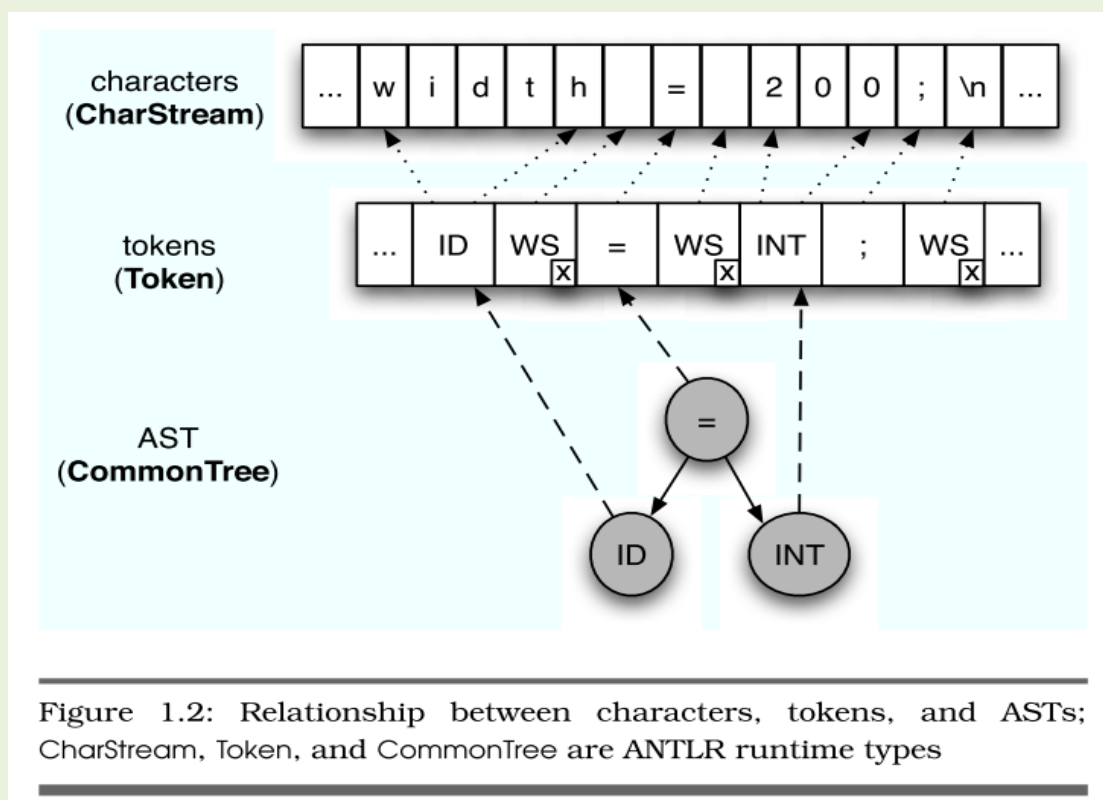 characters
(CharStream)
... w i d t h = 2 0 0 ; \n ...
tokens
(Token)
... ID WS X = WS X INT ; WS X ...
AST
(CommonTree)
=
ID INT
Figure 1.2: Relationship between characters, tokens, and ASTs;
CharStream, Token, and CommonTree are ANTLR runtime types